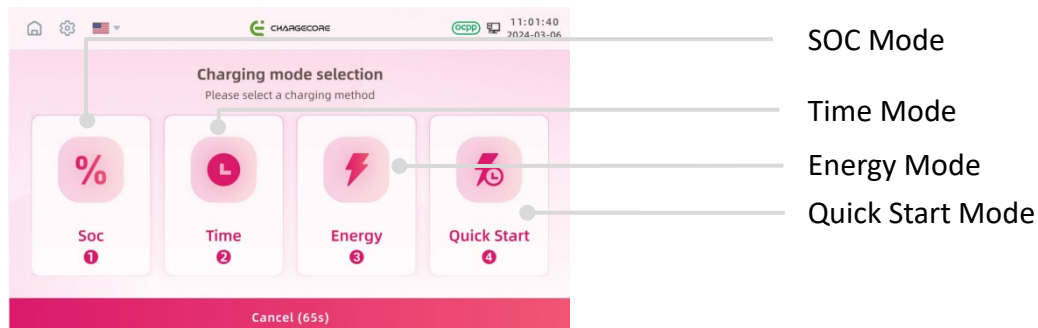 CHARGECORE
ocpp
11:01:40
2024-03-06
Charging mode selection
Please select a charging method
%
Soc
1
Time
2
Energy
3
Quick Start
4
Cancel (65s)
SOC Mode
Time Mode
Energy Mode
Quick Start Mode